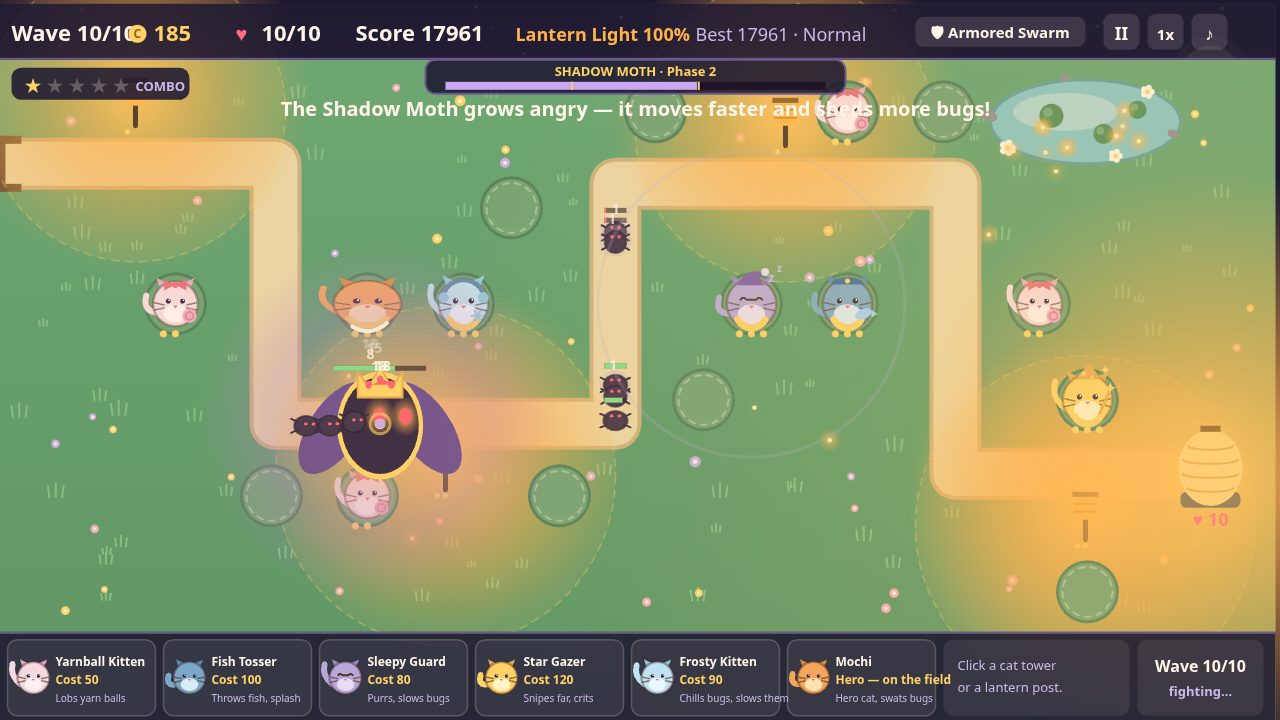 Wave 10/10
185
♥ 10/10
Score 17961
Lantern Light 100%
Best 17961 · Normal
Armored Swarm
II
1x
♪
COMBO
SHADOW MOTH · Phase 2
The Shadow Moth grows angry — it moves faster and sheds more bugs!
z
z
8
♥ 10
Yarnball Kitten
Cost 50
Lobs yarn balls
Fish Tosser
Cost 100
Throws fish, splash
Sleepy Guard
Cost 80
Purrs, slows bugs
Star Gazer
Cost 120
Snipes far, crits
Frosty Kitten
Cost 90
Chills bugs, slows them
Mochi
Hero — on the field
Hero cat, swats bugs
Click a cat tower
or a lantern post.
Wave 10/10
fighting...